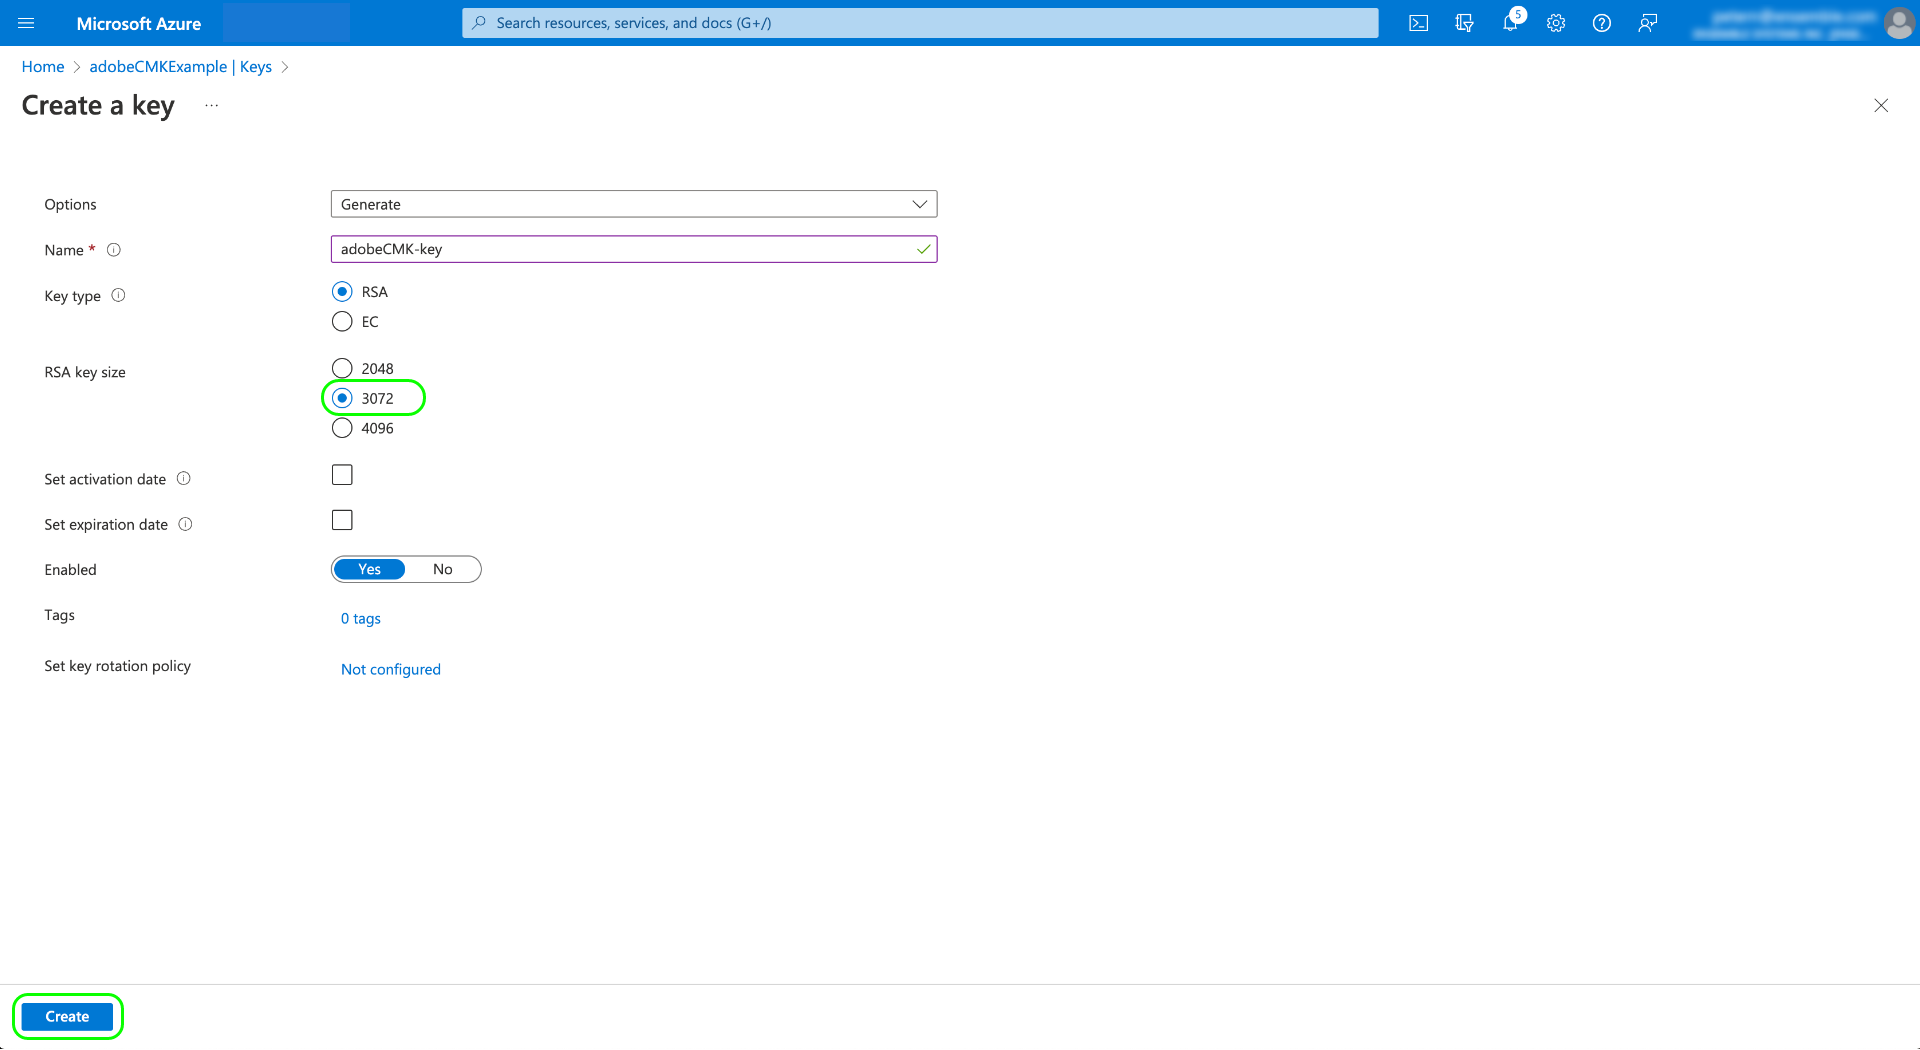 Microsoft Azure
Search resources, services, and docs (G+/)
5
Home > adobeCMKExample | Keys >
Create a key ...
Options
Generate
Name *
adobeCMK-key
Key type
RSA
EC
RSA key size
2048
3072
4096
Set activation date
Set expiration date
Enabled
Yes No
Tags
0 tags
Set key rotation policy
Not configured
Create